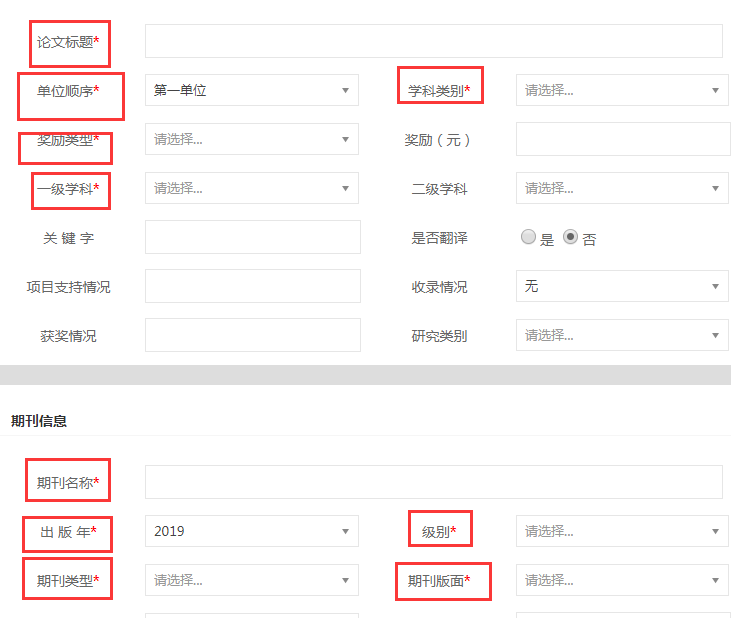 论文标题*
单位顺序* 第一单位 学科类别* 请选择...
奖励类型* 请选择... 奖励（元）
一级学科* 请选择... 二级学科 请选择...
关 键 字 是否翻译 是 否
项目支持情况 收录情况 无
获奖情况 研究类别 请选择...
期刊信息
期刊名称*
出 版 年* 2019 级别* 请选择...
期刊类型* 请选择... 期刊版面* 请选择...